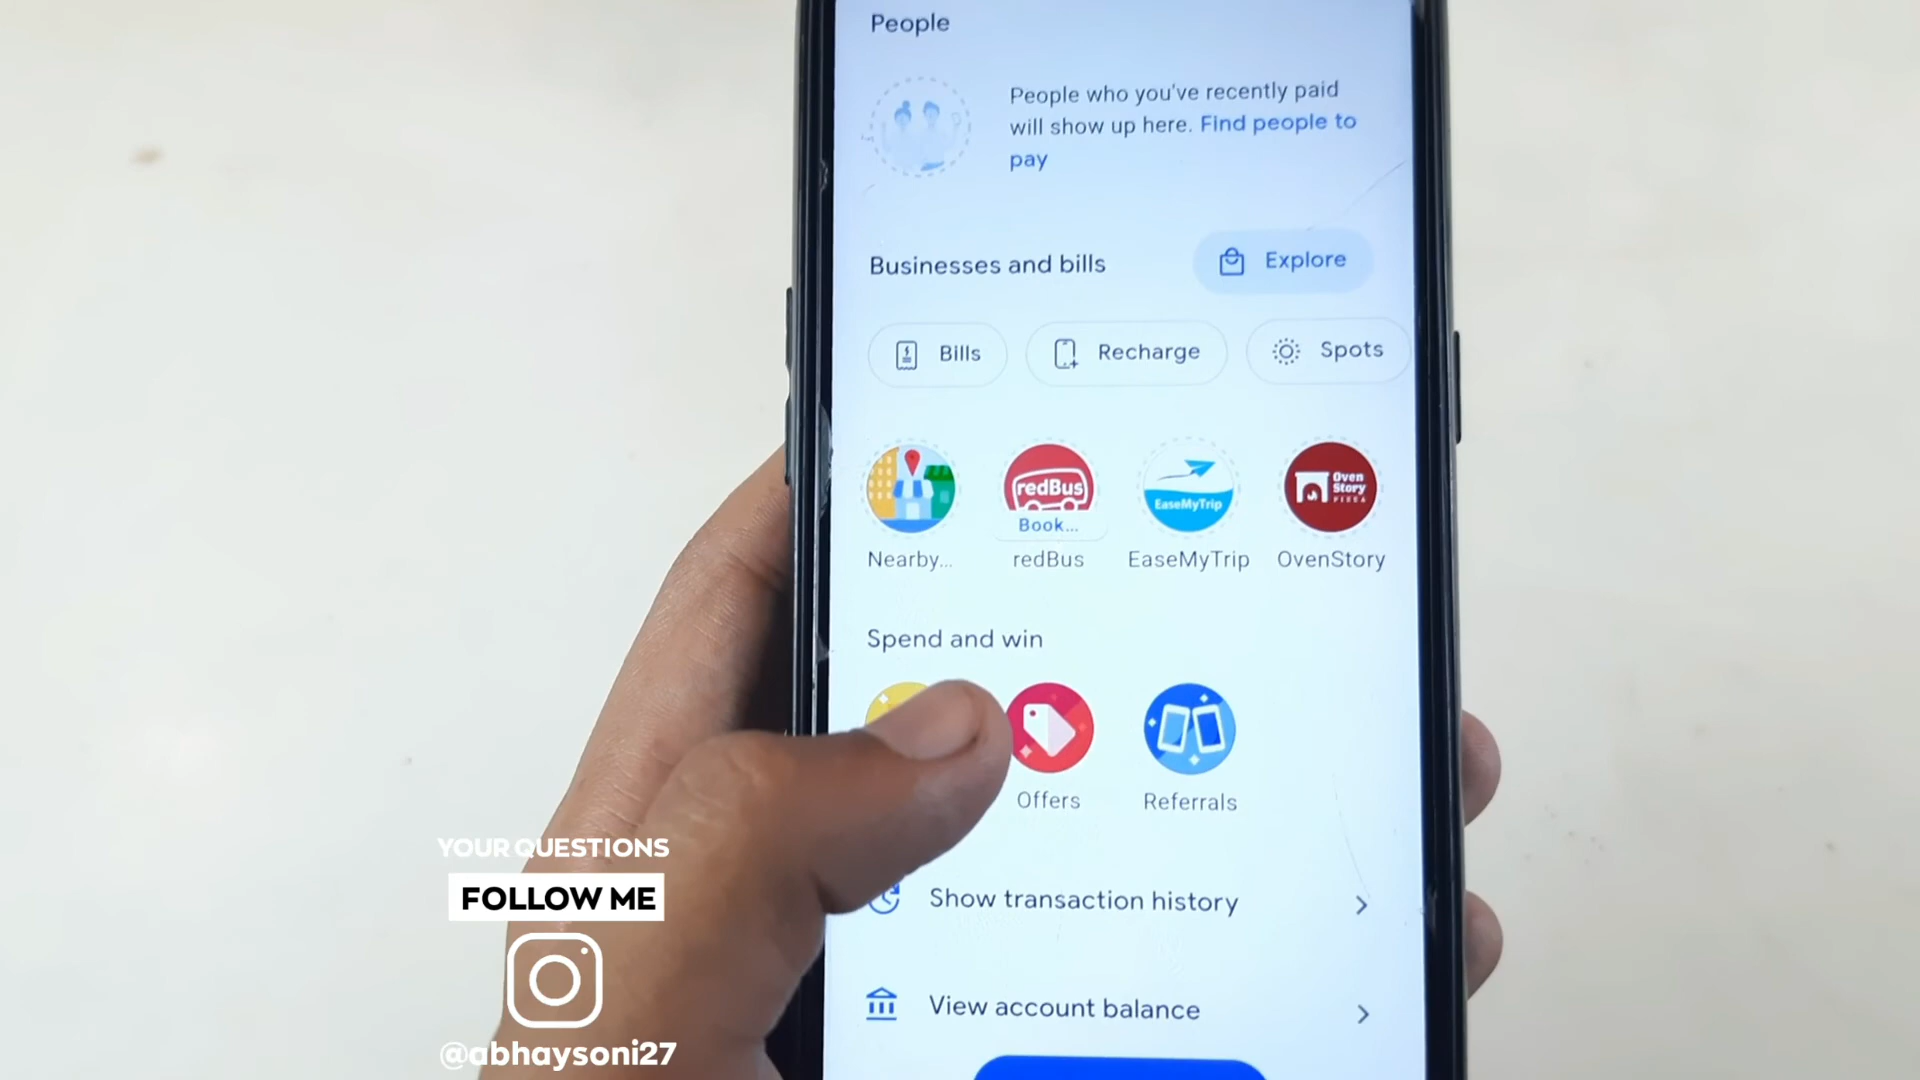 People
People who you've recently paid
will show up here. Find people to
pay
Businesses and bills
Explore
Bills
Recharge
Spots
redBus
Book...
EaseMyTrip
Oven
Story
PIZZA
Nearby...
redBus
EaseMyTrip
OvenStory
Spend and win
Offers
Referrals
Show transaction history
View account balance
YOUR QUESTIONS
FOLLOW ME
@abhaysoni27